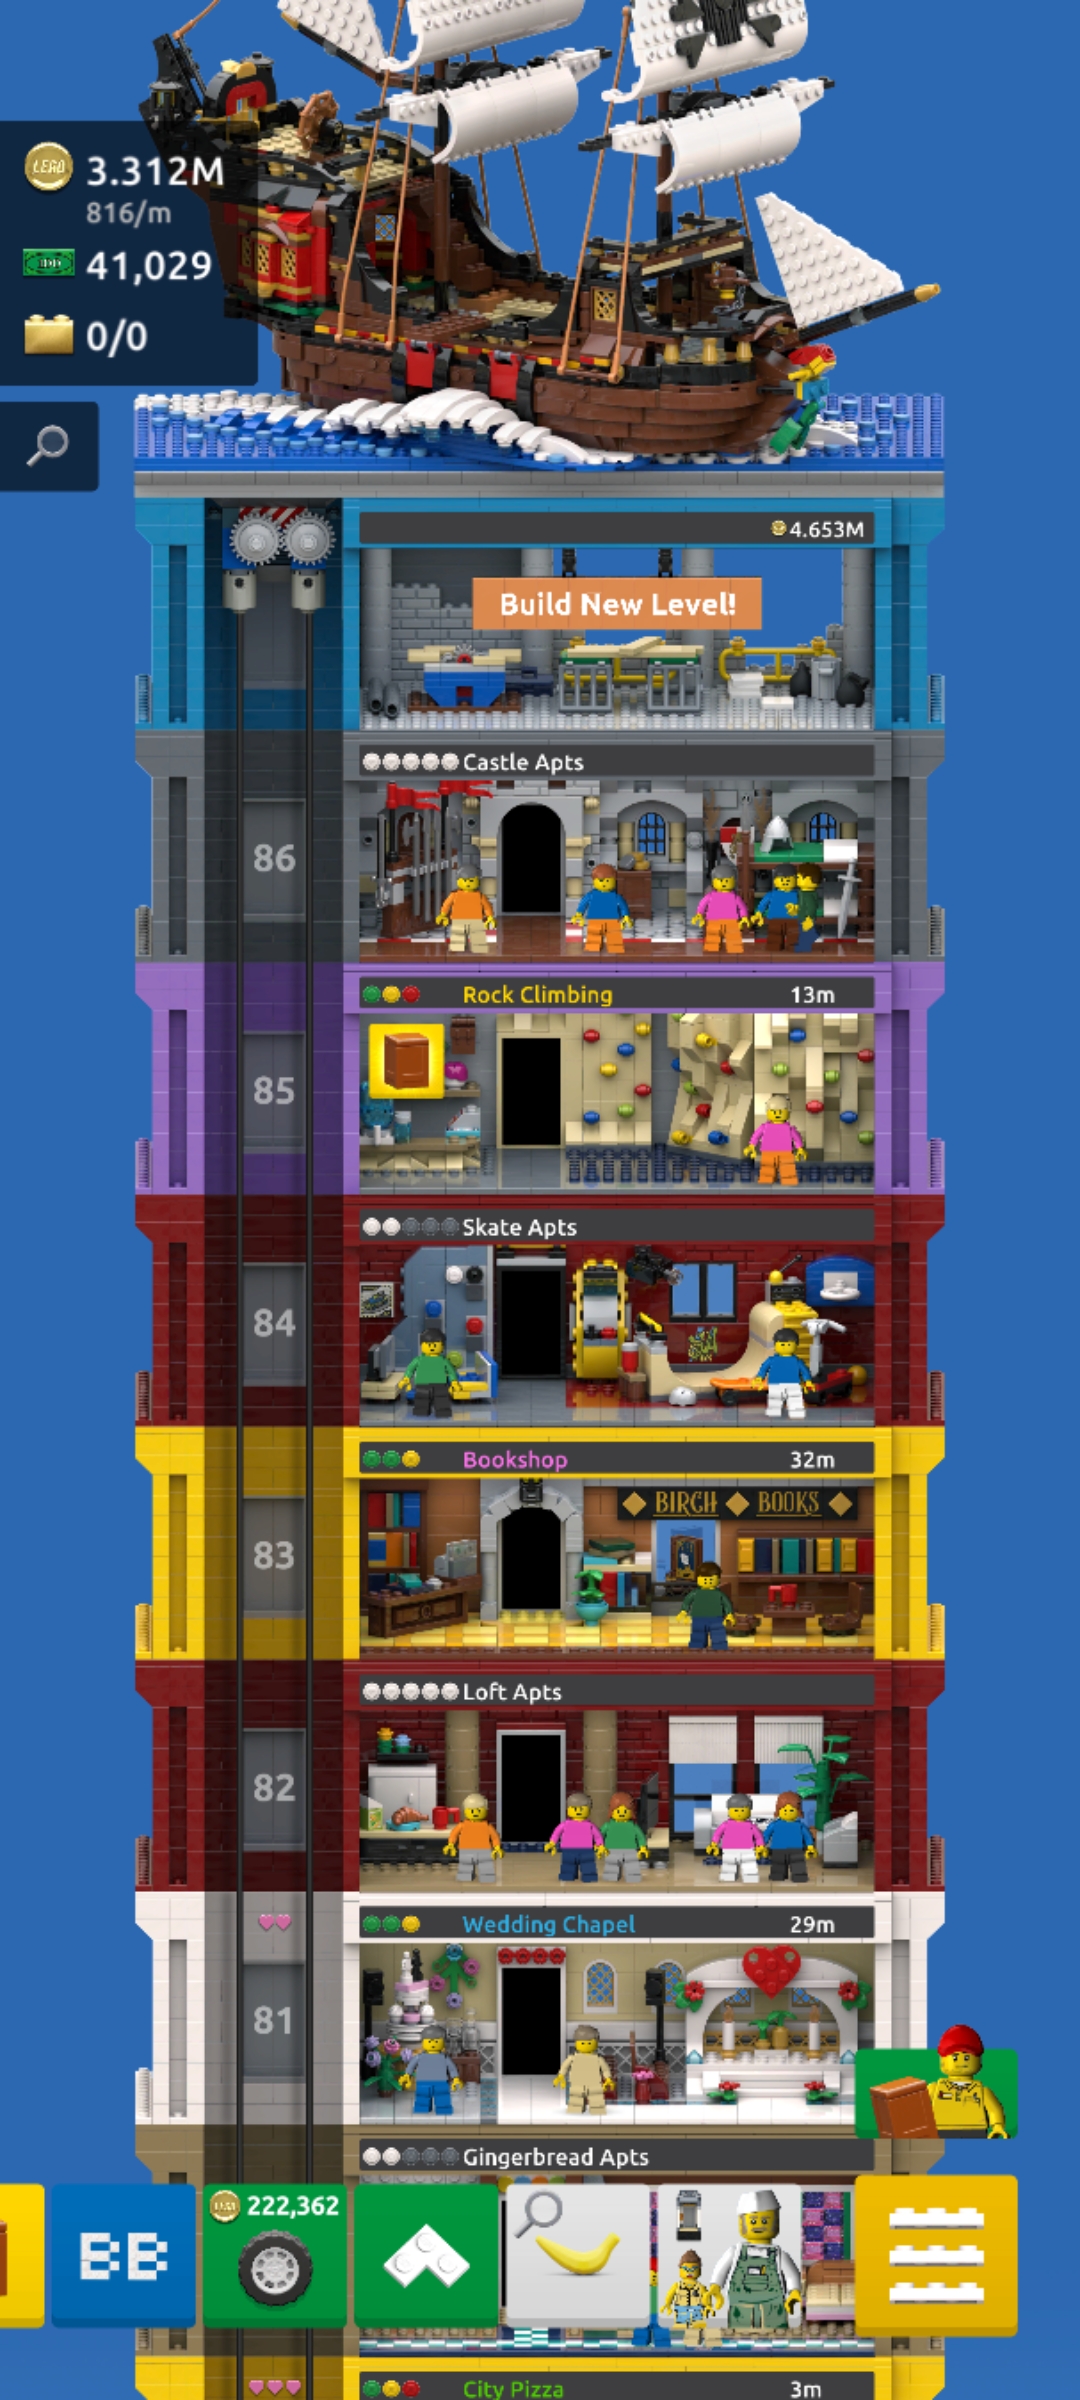 LEGO 3.312M
816/m
41,029
0/0
4.653M
Build New Level!
Castle Apts
86
Rock Climbing 13m
85
Skate Apts
84
Bookshop 32m
BIRCH BOOKS
83
Loft Apts
82
Wedding Chapel 29m
81
Gingerbread Apts
222,362
BB
City Pizza 3m